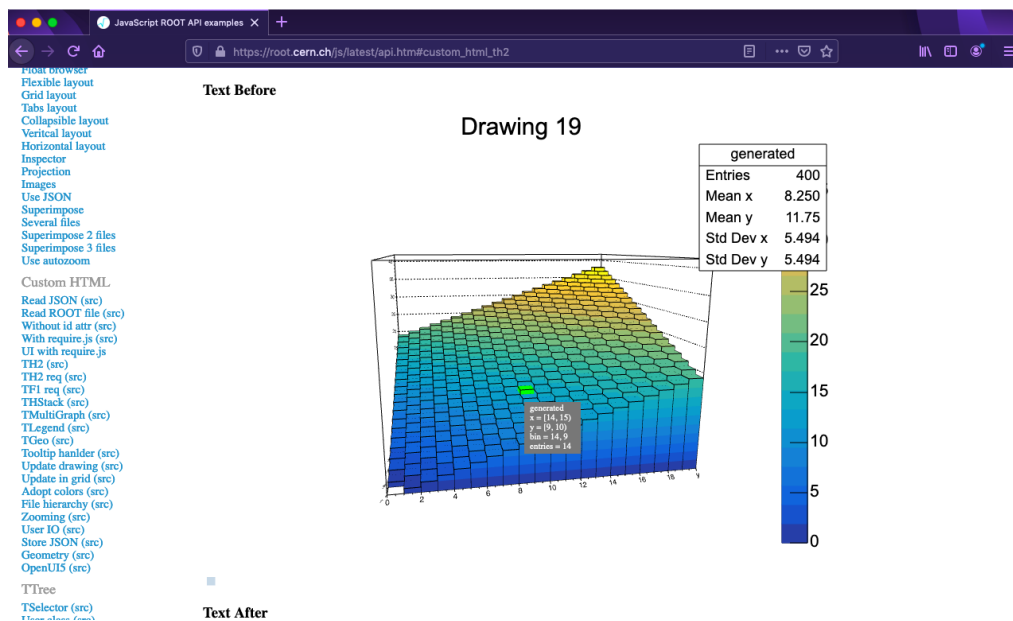 JavaScript ROOT API examples
https://root.cern.ch/js/latest/api.htm#custom_html_th2
Float browser
Flexible layout
Grid layout
Tabs layout
Collapsible layout
Veritcal layout
Horizontal layout
Inspector
Projection
Images
Use JSON
Superimpose
Several files
Superimpose 2 files
Superimpose 3 files
Use autozoom
Custom HTML
Read JSON (src)
Read ROOT file (src)
Without id attr (src)
With require.js (src)
UI with require.js
TH2 (src)
TH2 req (src)
TF1 req (src)
THStack (src)
TMultiGraph (src)
TLegend (src)
TGeo (src)
Tooltip hanlder (src)
Update drawing (src)
Update in grid (src)
Adopt colors (src)
File hierarchy (src)
Zooming (src)
User IO (src)
Store JSON (src)
Geometry (src)
OpenUI5 (src)
TTree
TSelector (src)
User class (src)
Text Before
Drawing 19
generated
Entries 400
Mean x 8.250
Mean y 11.75
Std Dev x 5.494
Std Dev y 5.494
25
20
15
10
5
0
generated
x = [14, 15)
y = [9, 10)
bin = 14, 9
entries = 14
0 2 4 6 8 10 12 14 16 18 y
Text After